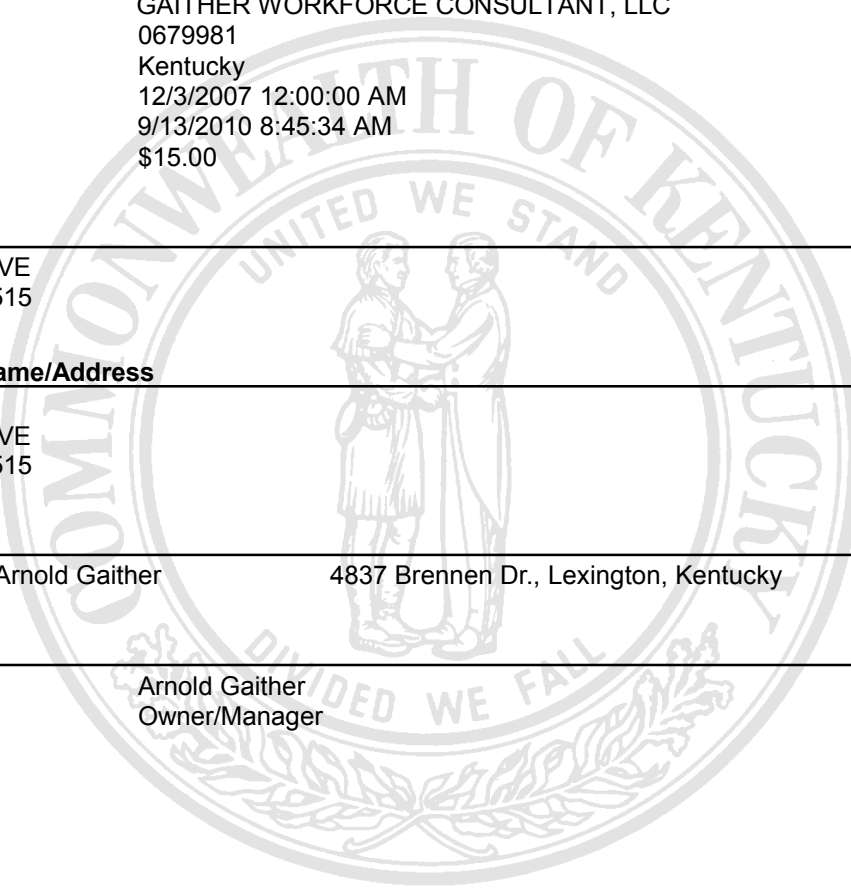 GAITHER WORKFORCE CONSULTANT, LLC
0679981
Kentucky
12/3/2007 12:00:00 AM
9/13/2010 8:45:34 AM
$15.00
COMMONWEALTH OF KENTUCKY
UNITED WE STAND
VE
515
ame/Address
VE
515
Arnold Gaither 4837 Brennen Dr., Lexington, Kentucky
DIVIDED WE FALL
Arnold Gaither
Owner/Manager